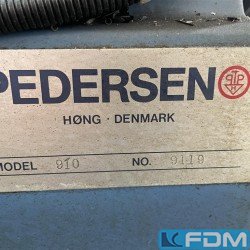 PEDERSEN
HØNG · DENMARK
MODEL 910 NO. 9119
FDM